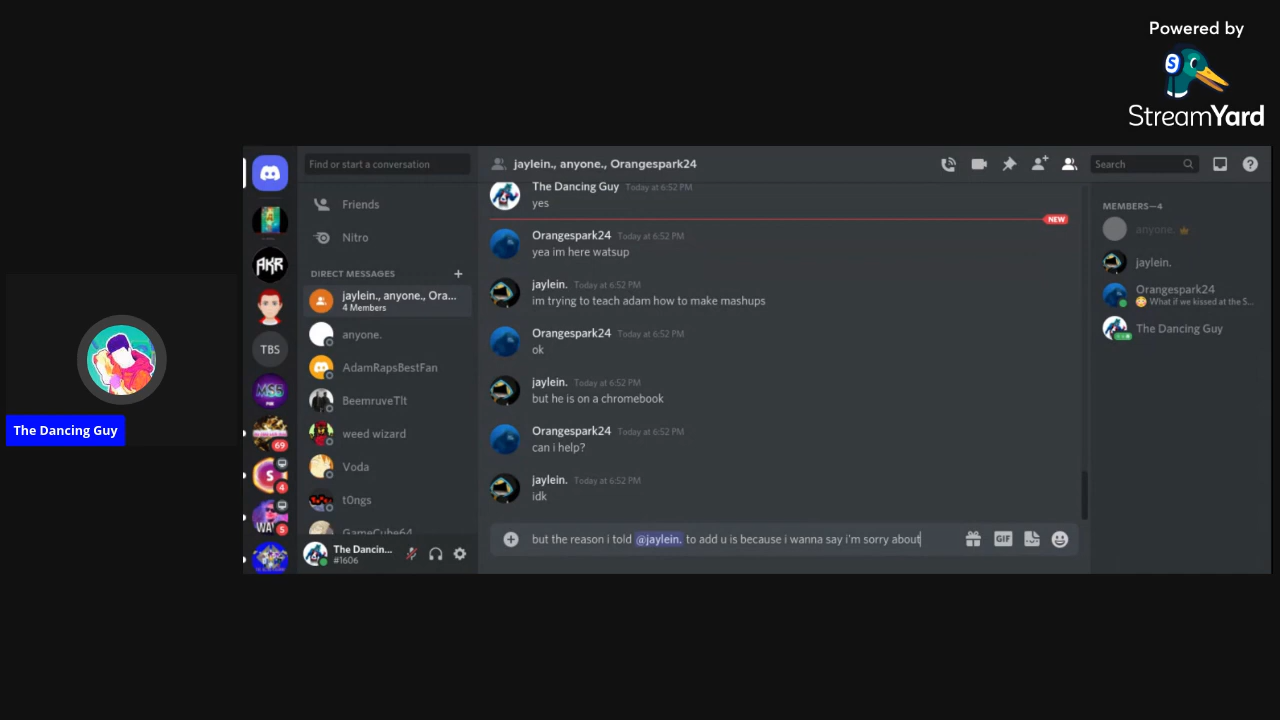 Powered by
S
StreamYard
The Dancing Guy
Find or start a conversation
Friends
Nitro
DIRECT MESSAGES
jaylein., anyone., Ora...
4 Members
anyone.
AdamRapsBestFan
BeemruveTlt
weed wizard
Voda
t0ngs
GameCube64
The Dancin...
#1606
AKR
TBS
MSS
69
S
4
WA
5
jaylein., anyone., Orangespark24
Search
The Dancing Guy Today at 6:52 PM
yes
NEW
Orangespark24 Today at 6:52 PM
yea im here watsup
jaylein. Today at 6:52 PM
im trying to teach adam how to make mashups
Orangespark24 Today at 6:52 PM
ok
jaylein. Today at 6:52 PM
but he is on a chromebook
Orangespark24 Today at 6:52 PM
can i help?
jaylein. Today at 6:52 PM
idk
but the reason i told @jaylein. to add u is because i wanna say i'm sorry about
GIF
MEMBERS—4
anyone.
jaylein.
Orangespark24
What if we kissed at the S...
The Dancing Guy